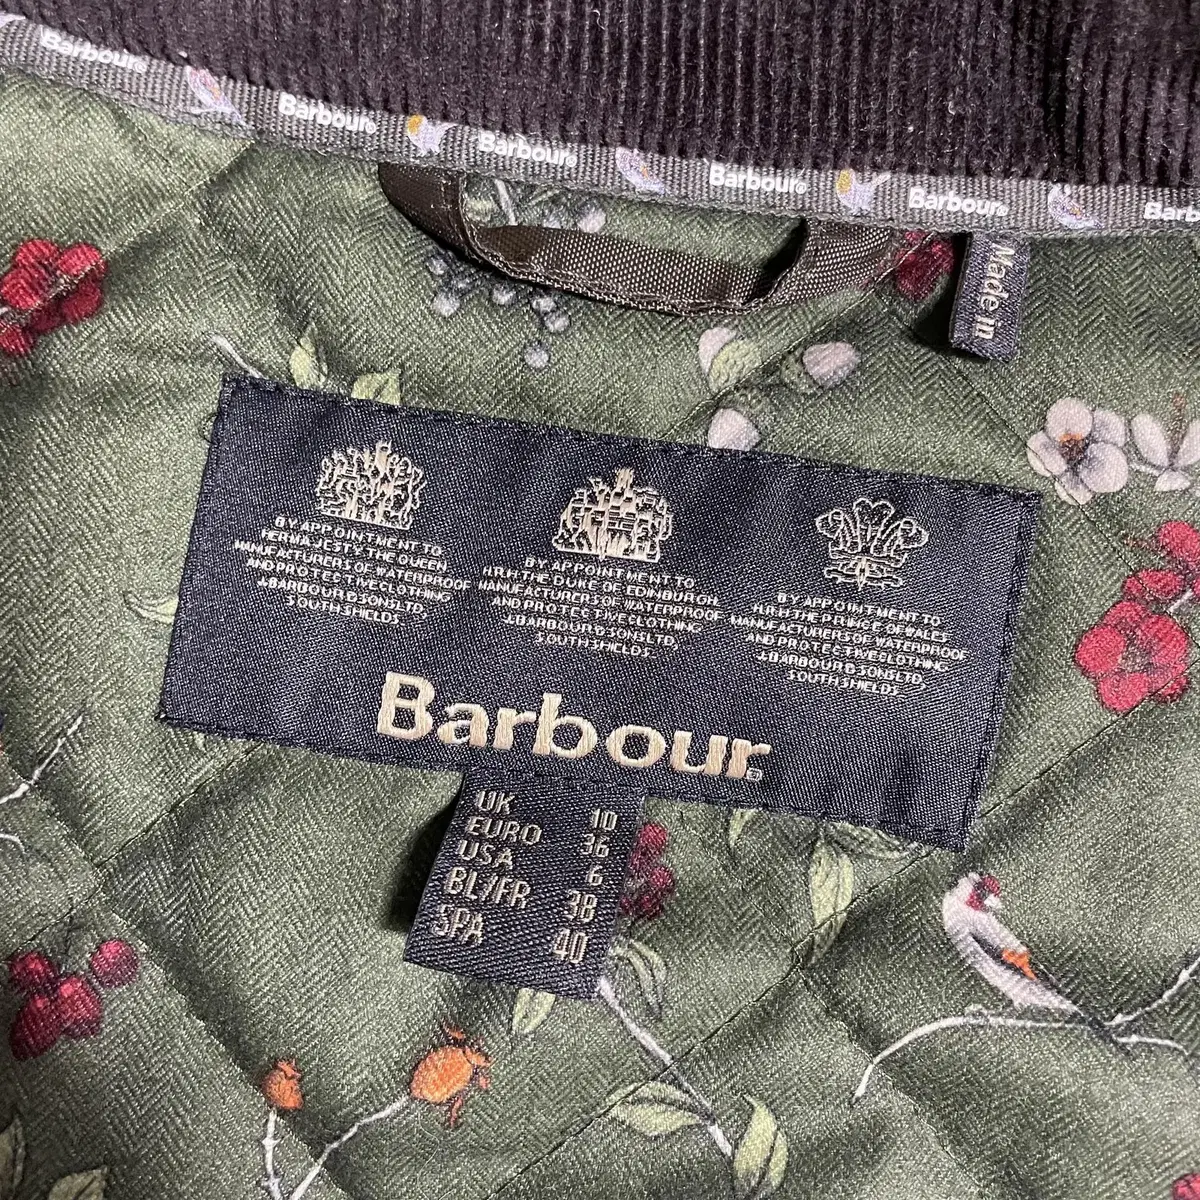 Barbour®
Barbour®
Barbour®
Barbour®
Barbour®
Barb
Made in
BY APPOINTMENT TO
HER MAJESTY THE QUEEN
MANUFACTURERS OF WATERPROOF
AND PROTECTIVE CLOTHING
J.BARBOUR & SONS LTD,
SOUTH SHIELDS.
BY APPOINTMENT TO
H.R.H. THE DUKE OF EDINBURGH
MANUFACTURERS OF WATERPROOF
AND PROTECTIVE CLOTHING
J.BARBOUR & SONS LTD,
SOUTH SHIELDS.
BY APPOINTMENT TO
H.R.H. THE PRINCE OF WALES
MANUFACTURERS OF WATERPROOF
AND PROTECTIVE CLOTHING
J.BARBOUR & SONS LTD,
SOUTH SHIELDS.
Barbour®
UK 10
EURO 36
USA 6
BL/FR 38
SPA 40